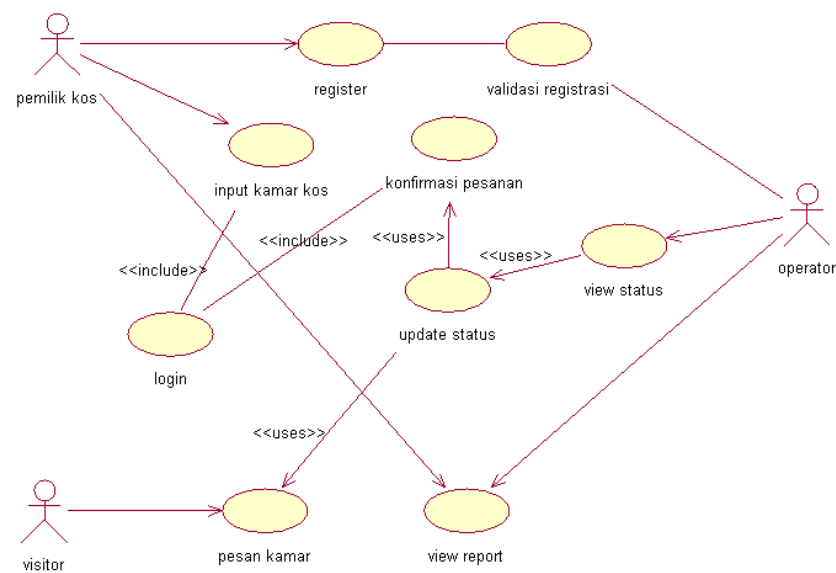 pemilik kos
register
validasi registrasi
input kamar kos
konfirmasi pesanan
<<include>>
<<uses>>
<<uses>>
<<include>>
view status
operator
update status
login
<<uses>>
visitor
pesan kamar
view report